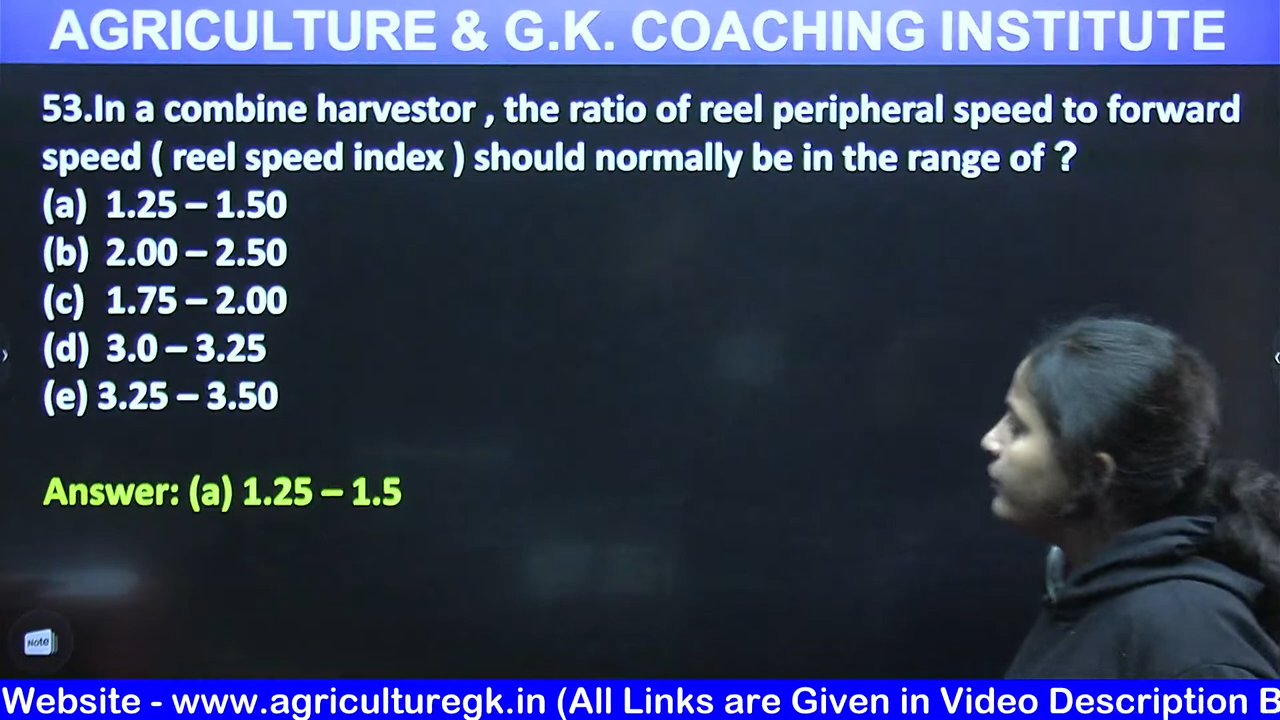 AGRICULTURE & G.K. COACHING INSTITUTE
53.In a combine harvestor , the ratio of reel peripheral speed to forward
speed ( reel speed index ) should normally be in the range of ?
(a) 1.25 – 1.50
(b) 2.00 – 2.50
(c) 1.75 – 2.00
(d) 3.0 – 3.25
(e) 3.25 – 3.50
Answer: (a) 1.25 – 1.5
Note
Website - www.agriculturegk.in (All Links are Given in Video Description B